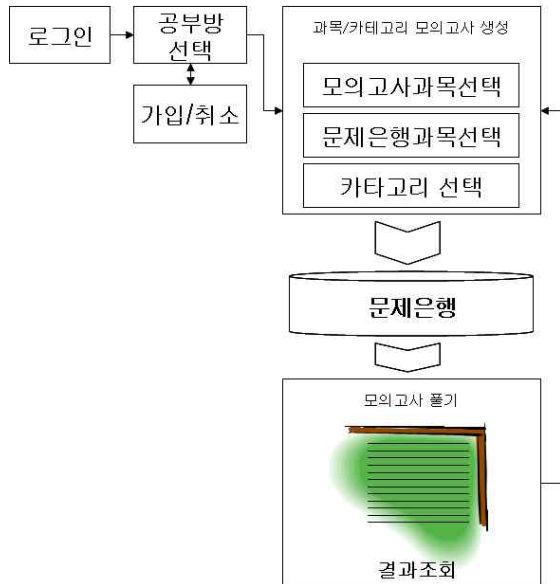 로그인
공부방
선택
가입/취소
과목/카테고리 모의고사 생성
모의고사과목선택
문제은행과목선택
카타고리 선택
문제은행
모의고사 풀기
결과조회